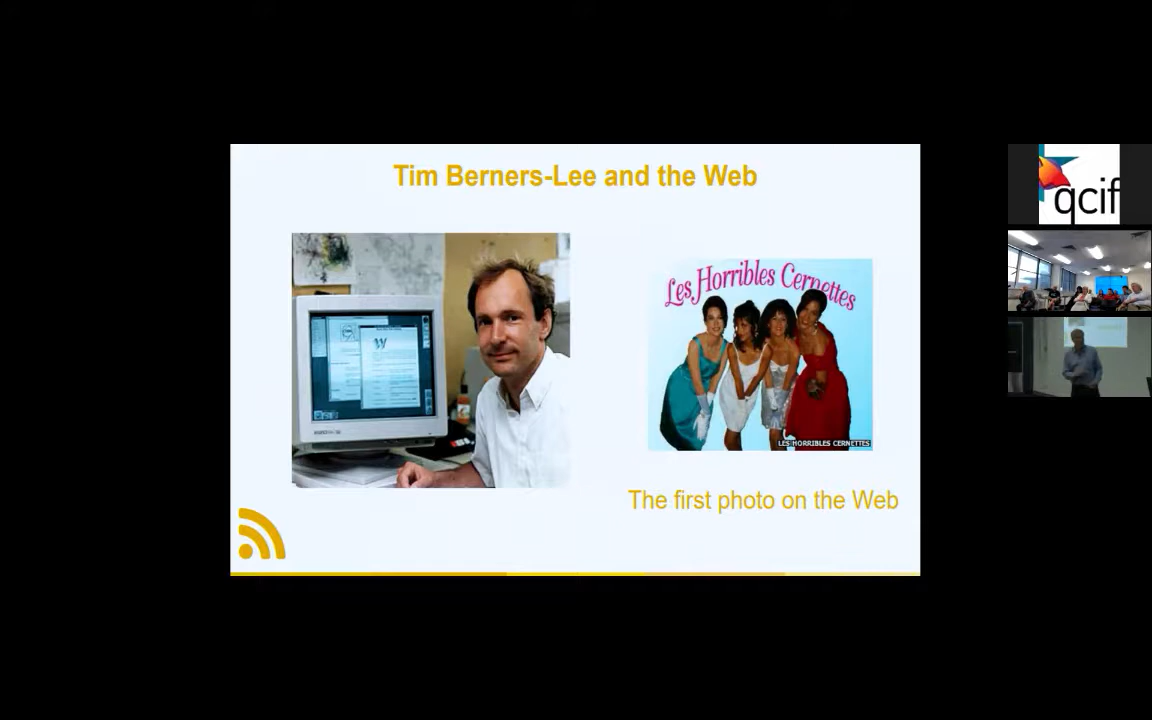 Tim Berners-Lee and the Web
Les Horribles Cernettes
LES HORRIBLES CERNETTES
The first photo on the Web
qcif
W